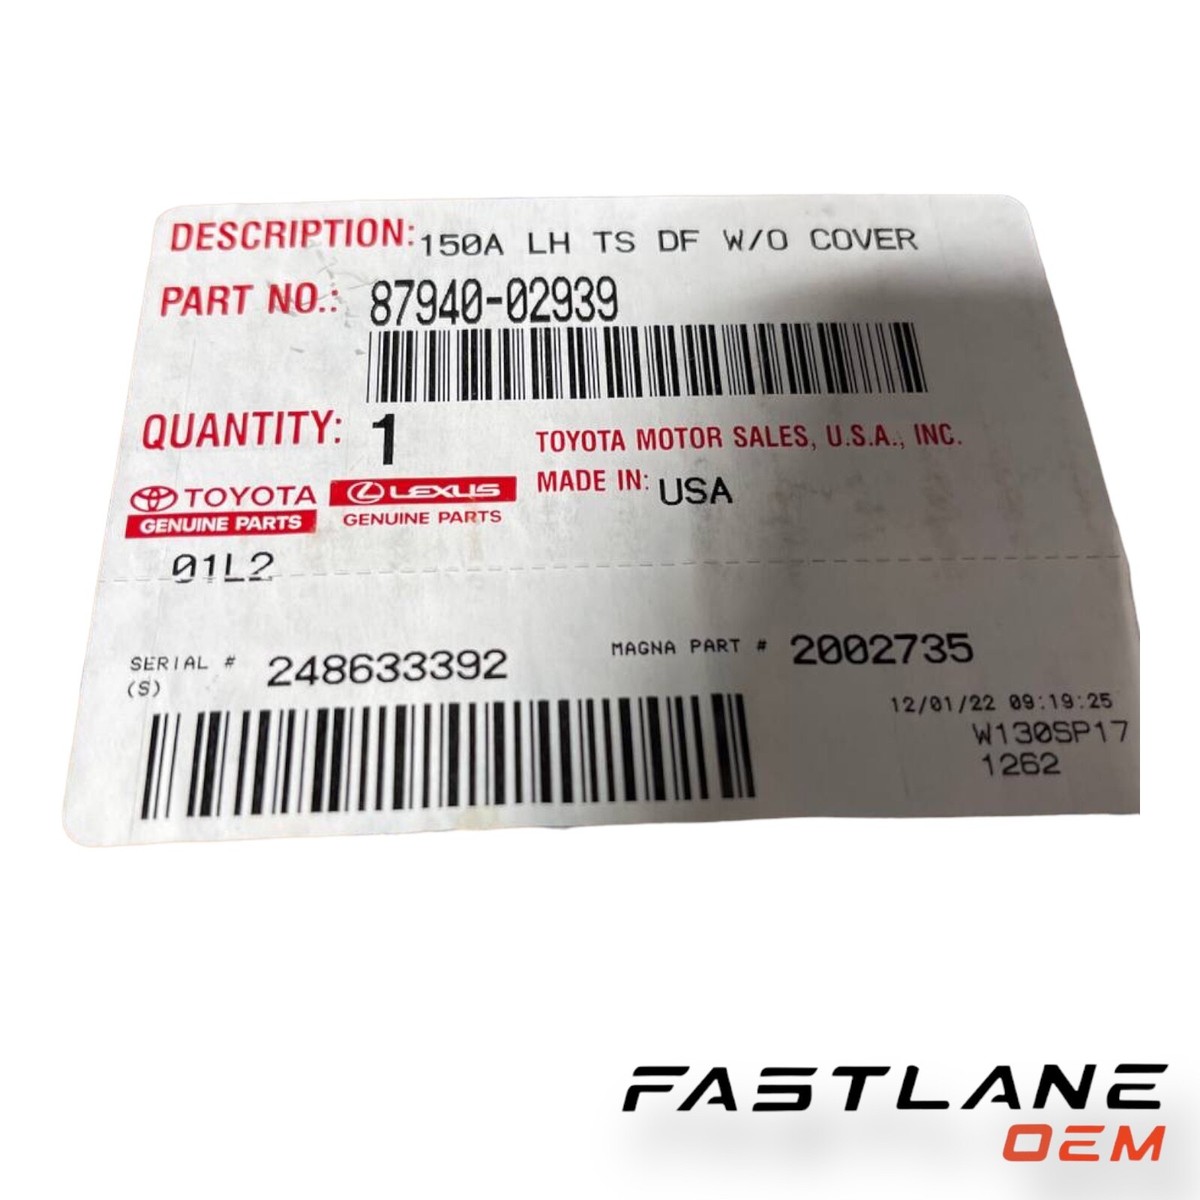 DESCRIPTION: 150A LH TS DF W/O COVER
PART NO.: 87940-02939
QUANTITY: 1
TOYOTA MOTOR SALES, U.S.A., INC.
MADE IN: USA
TOYOTA
GENUINE PARTS
LEXUS
GENUINE PARTS
01L2
SERIAL # 248633392
(S)
MAGNA PART # 2002735
12/01/22 09:19:25
W130SP17
1262
FASTLANE
OEM